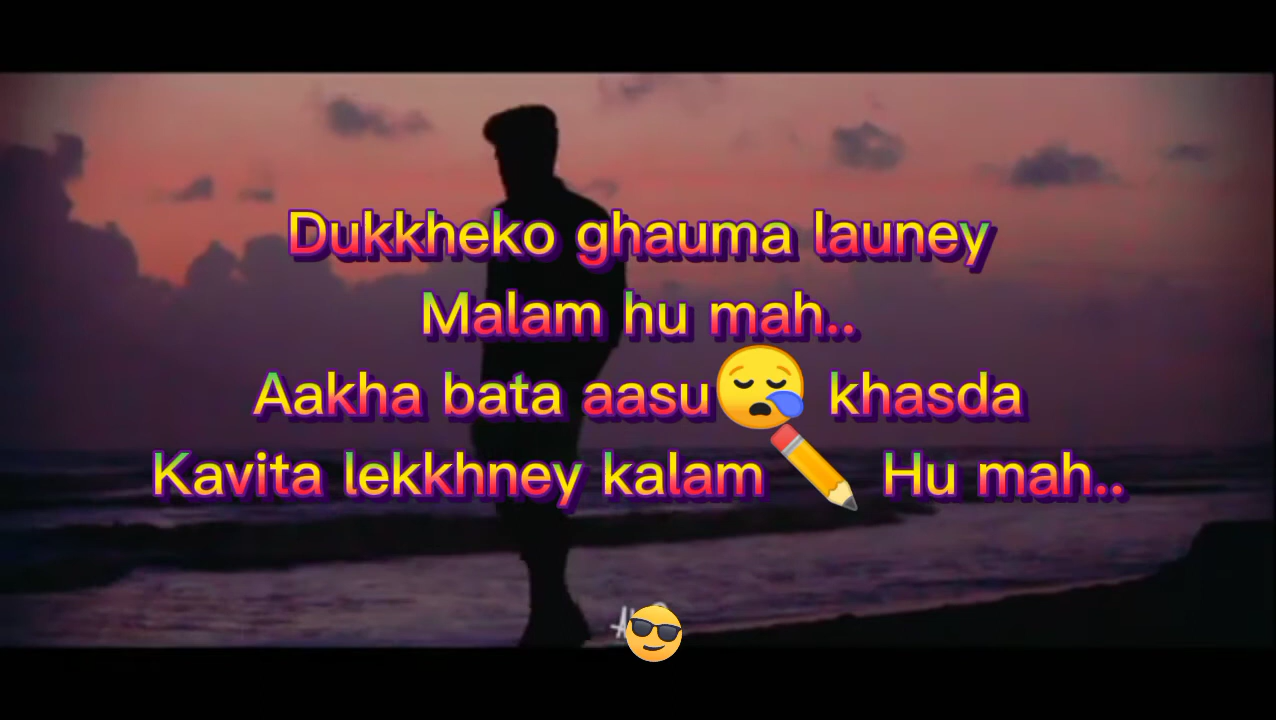 Dukkheko ghauma launey
Malam hu mah..
Aakha bata aasu😪 khasda
Kavita lekkhney kalam✏️ Hu mah..